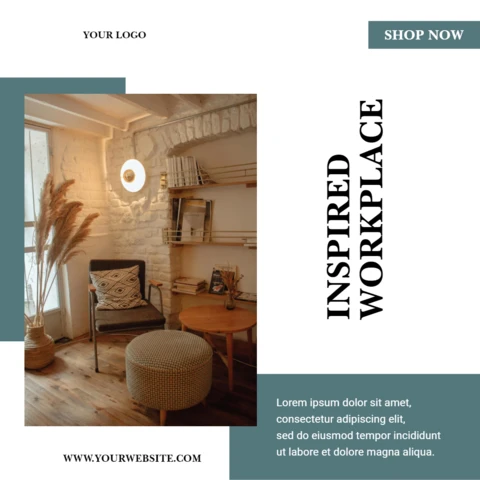 YOUR LOGO
SHOP NOW
INSPIRED
WORKPLACE
Lorem ipsum dolor sit amet,
consectetur adipiscing elit,
sed do eiusmod tempor incididunt
ut labore et dolore magna aliqua.
WWW.YOURWEBSITE.COM